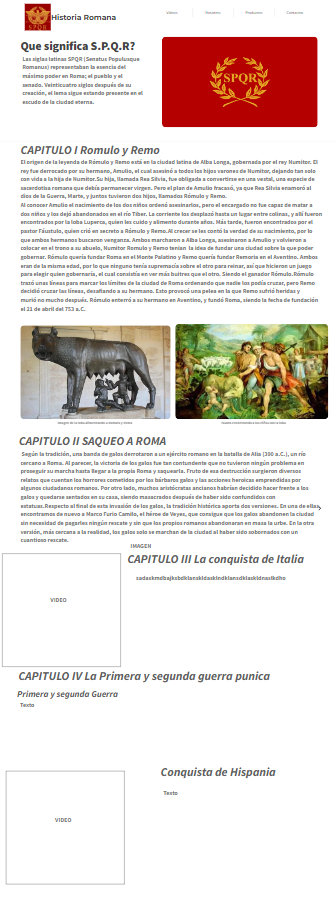 Historia Romana
Videos
Nosotros
Productos
Contactos
Que significa S.P.Q.R?
Las siglas latinas SPQR (Senatus Populusque
Romanus) representaban la esencia del
máximo poder en Roma; el pueblo y el
senado. Veinticuatro siglos después de su
creación, el lema sigue estando presente en el
escudo de la ciudad eterna.
SPQR
CAPITULO I Romulo y Remo
El origen de la leyenda de Rómulo y Remo está en la ciudad latina de Alba Longa, gobernada por el rey Numitor. El
rey fue derrocado por su hermano, Amulio, el cual asesinó a todos los hijos varones de Numitor, dejando tan solo
con vida a la hija de Numitor.Su hija, llamada Rea Silvia, fue obligada a convertirse en una vestal, una especie de
sacerdotisa romana que debía permanecer virgen. Pero el plan de Amulio fracasó, ya que Rea Silvia enamoró al
dios de la Guerra, Marte, y juntos tuvieron dos hijos, llamados Rómulo y Remo.
Al conocer Amulio el nacimiento de los dos niños ordenó asesinarlos, pero el encargado no fue capaz de matar a
dos niños y los dejó abandonados en el río Tíber. La corriente los desplazó hasta un lugar entre colinas, y allí fueron
encontrados por la loba Luperca, quien les cuido y alimento durante años. Más tarde, fueron encontrados por el
pastor Fáustulo, quien crió en secreto a Rómulo y Remo.Al crecer se les contó la verdad de su nacimiento, por lo
que ambos hermanos buscaron venganza. Ambos marcharon a Alba Longa, asesinaron a Amulio y volvieron a
colocar en el trono a su abuelo, Numitor Romulo y Remo tenían la idea de fundar una ciudad sobre la que poder
gobernar. Rómulo quería fundar Roma en el Monte Palatino y Remo quería fundar Remoria en el Aventino. Ambos
eran de la misma edad, por lo que ninguno tenía supremacía sobre el otro para reinar, así que hicieron un juego
para elegir quien gobernaría, el cual consistía en ver más buitres que el otro. Siendo el ganador Rómulo.Rómulo
trazó unas líneas para marcar los límites de la ciudad de Roma ordenando que nadie los podía cruzar, pero Remo
decidió cruzar las líneas, desafiando a su hermano. Esto provocó una pelea en la que Remo sufrió heridas y
murió no mucho después. Rómulo enterró a su hermano en Aventino, y fundó Roma, siendo la fecha de fundación
el 21 de abril del 753 a.C.
CAPITULO II SAQUEO A ROMA
Según la tradición, una banda de galos derrotaron a un ejército romano en la batalla de Alia (390 a.C.), un río
cercano a Roma. Al parecer, la victoria de los galos fue tan contundente que no tuvieron ningún problema en
proseguir su marcha hasta llegar a la propia Roma y saquearla. Fruto de esa destrucción surgieron diversos
relatos que cuentan los horrores cometidos por los bárbaros galos y las acciones heroicas emprendidas por
algunos ciudadanos romanos. Por otro lado, muchos aristócratas ancianos habrían decidido hacer frente a los
galos y quedarse sentados en su casa, siendo masacrados después de haber sido confundidos con
estatuas.Respecto al final de esta invasión de los galos, la tradición histórica aporta dos versiones. En una de ellas,
encontramos de nuevo a Marco Furio Camilo, el héroe de Veyes, que consigue que los galos abandonen la ciudad
sin necesidad de pagarles ningún rescate y sin que los propios romanos abandonaran en masa la urbe. En la otra
versión, más cercana a la realidad, los galos solo se marchan de la ciudad al haber sido sobornados con un
cuantioso rescate.
IMAGEN
CAPITULO III La conquista de Italia
VIDEO
CAPITULO IV La Primera y segunda guerra punica
Primera y segunda Guerra
Texto
Conquista de Hispania
Texto
VIDEO